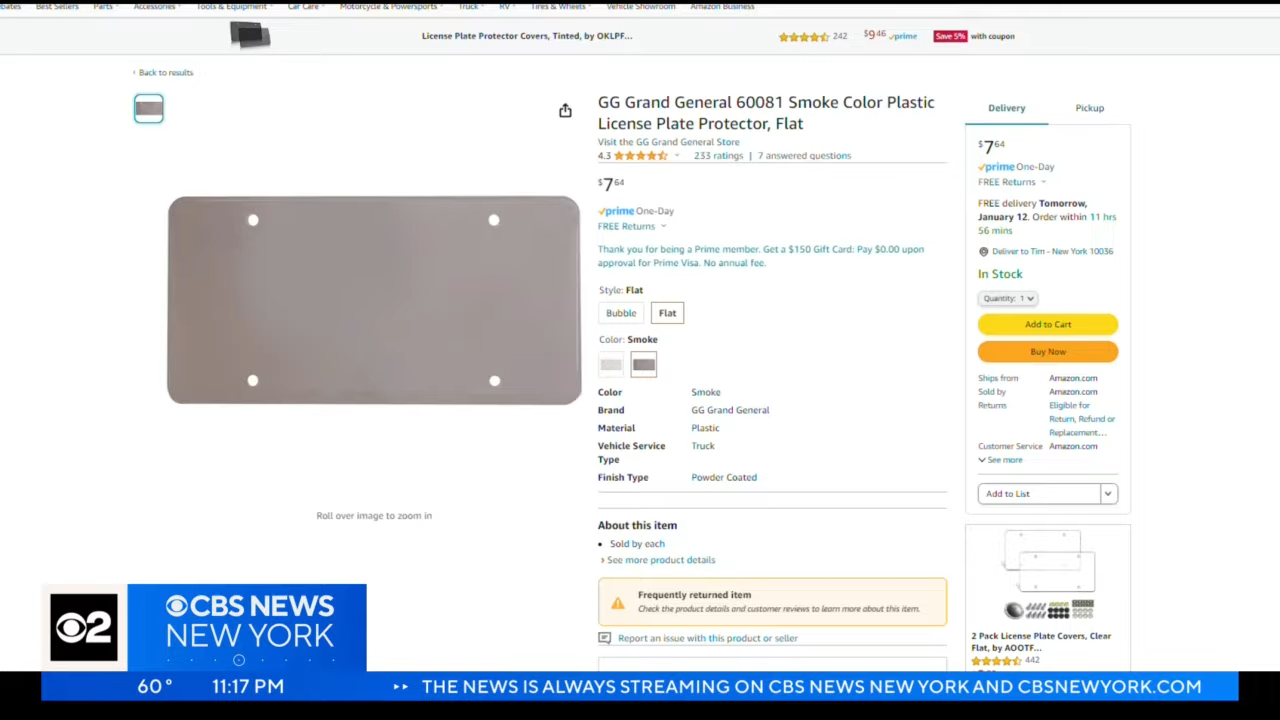 bates Best Sellers Parts Accessories Tools & Equipment Car Care Motorcycle & Powersports Truck RV Tires & Wheels Vehicle Showroom Amazon Business
License Plate Protector Covers, Tinted, by OKLPF... 242 $946 prime Save 5% with coupon
‹ Back to results
GG Grand General 60081 Smoke Color Plastic
License Plate Protector, Flat
Visit the GG Grand General Store
4.3 233 ratings | 7 answered questions
$764
prime One-Day
FREE Returns
Thank you for being a Prime member. Get a $150 Gift Card: Pay $0.00 upon
approval for Prime Visa. No annual fee.
Style: Flat
Bubble Flat
Color: Smoke
Color Smoke
Brand GG Grand General
Material Plastic
Vehicle Service Truck
Type
Finish Type Powder Coated
Roll over image to zoom in
About this item
• Sold by each
› See more product details
Frequently returned item
Check the product details and customer reviews to learn more about this item.
Report an issue with this product or seller
Delivery Pickup
$764
prime One-Day
FREE Returns
FREE delivery Tomorrow,
January 12. Order within 11 hrs
56 mins
Deliver to Tim - New York 10036
In Stock
Quantity: 1
Add to Cart
Buy Now
Ships from Amazon.com
Sold by Amazon.com
Returns Eligible for
Return, Refund or
Replacement...
Customer Service Amazon.com
See more
Add to List
2 Pack License Plate Covers, Clear
Flat, by AOOTF...
442
2 CBS NEWS
NEW YORK
60° 11:17 PM THE NEWS IS ALWAYS STREAMING ON CBS NEWS NEW YORK AND CBSNEWYORK.COM